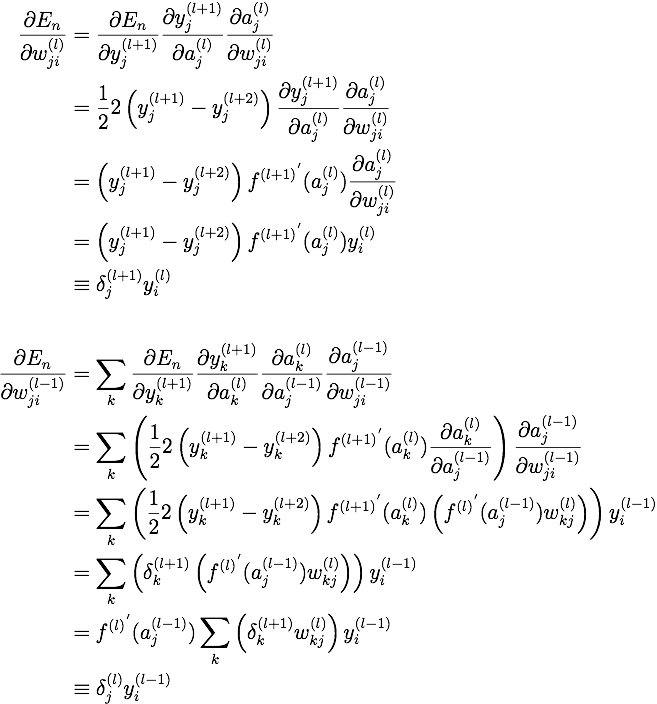 \frac{\partial E_n}{\partial w_{ji}^{(l)}} = \frac{\partial E_n}{\partial y_j^{(l+1)}} \frac{\partial y_j^{(l+1)}}{\partial a_j^{(l)}} \frac{\partial a_j^{(l)}}{\partial w_{ji}^{(l)}}
= \frac{1}{2} 2 \left( y_j^{(l+1)} - y_j^{(l+2)} \right) \frac{\partial y_j^{(l+1)}}{\partial a_j^{(l)}} \frac{\partial a_j^{(l)}}{\partial w_{ji}^{(l)}}
= \left( y_j^{(l+1)} - y_j^{(l+2)} \right) f^{(l+1)'} (a_j^{(l)}) \frac{\partial a_j^{(l)}}{\partial w_{ji}^{(l)}}
= \left( y_j^{(l+1)} - y_j^{(l+2)} \right) f^{(l+1)'} (a_j^{(l)}) y_i^{(l)}
\equiv \delta_j^{(l+1)} y_i^{(l)}
\frac{\partial E_n}{\partial w_{ji}^{(l-1)}} = \sum_k \frac{\partial E_n}{\partial y_k^{(l+1)}} \frac{\partial y_k^{(l+1)}}{\partial a_k^{(l)}} \frac{\partial a_k^{(l)}}{\partial a_j^{(l-1)}} \frac{\partial a_j^{(l-1)}}{\partial w_{ji}^{(l-1)}}
= \sum_k \left( \frac{1}{2} 2 \left( y_k^{(l+1)} - y_k^{(l+2)} \right) f^{(l+1)'} (a_k^{(l)}) \frac{\partial a_k^{(l)}}{\partial a_j^{(l-1)}} \right) \frac{\partial a_j^{(l-1)}}{\partial w_{ji}^{(l-1)}}
= \sum_k \left( \frac{1}{2} 2 \left( y_k^{(l+1)} - y_k^{(l+2)} \right) f^{(l+1)'} (a_k^{(l)}) \left( f^{(l)'} (a_j^{(l-1)}) w_{kj}^{(l)} \right) \right) y_i^{(l-1)}
= \sum_k \left( \delta_k^{(l+1)} \left( f^{(l)'} (a_j^{(l-1)}) w_{kj}^{(l)} \right) \right) y_i^{(l-1)}
= f^{(l)'} (a_j^{(l-1)}) \sum_k \left( \delta_k^{(l+1)} w_{kj}^{(l)} \right) y_i^{(l-1)}
\equiv \delta_j^{(l)} y_i^{(l-1)}